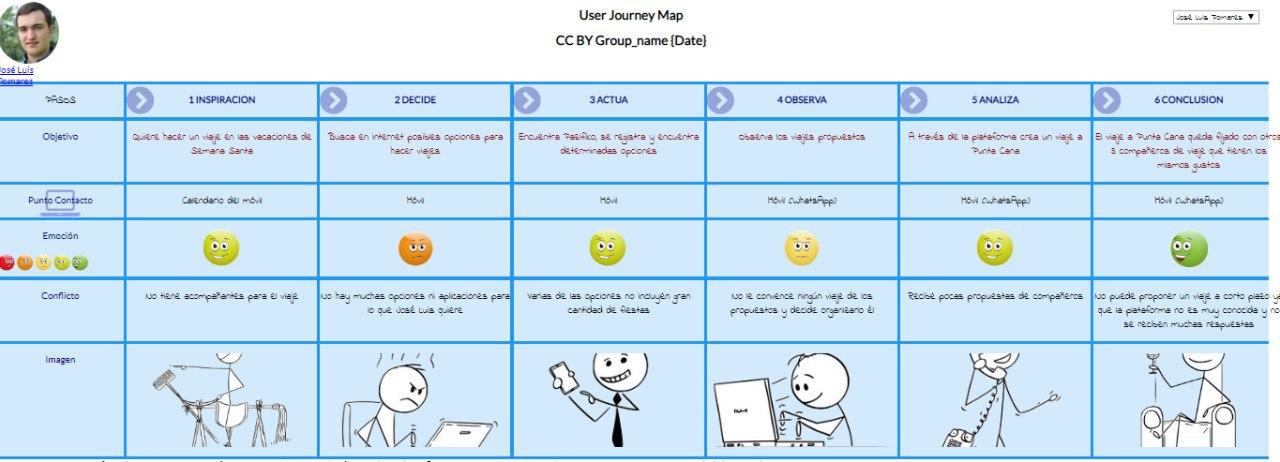 User Journey Map
CC BY Group_name {Date}
José Luis Pomares ▼
José Luis
Pomares
PASOS
1 INSPIRACION
2 DECIDE
3 ACTUA
4 OBSERVA
5 ANALIZA
6 CONCLUSION
Objetivo
Quiere hacer un viaje en las vacaciones de
Semana Santa
Busca en internet posibles opciones para
hacer viajes
Encuentra Pasifiko, se registra y encuentra
determinadas opciones
Observa los viajes propuestos
A través de la plataforma crea un viaje a
Punta Cana
El viaje a Punta Cana queda fijado con otros
compañeros de viaje que tienen los
mismos gustos
Punto Contacto
Calendario del móvil
Móvil
Móvil
Móvil (WhatsApp)
Móvil (WhatsApp)
Móvil (WhatsApp)
Emoción
Conflicto
No tiene acompañantes para el viaje
No hay muchas opciones ni aplicaciones para
lo que José Luis quiere
Varias de las opciones no incluyen gran
cantidad de fiestas
No le convence ningún viaje de los
propuestos y decide organizarlo él
Recibe pocas propuestas de compañeros
No puede proponer un viaje a corto plazo ya
que la plataforma no es muy conocida y no
se reciben muchas respuestas
Imagen